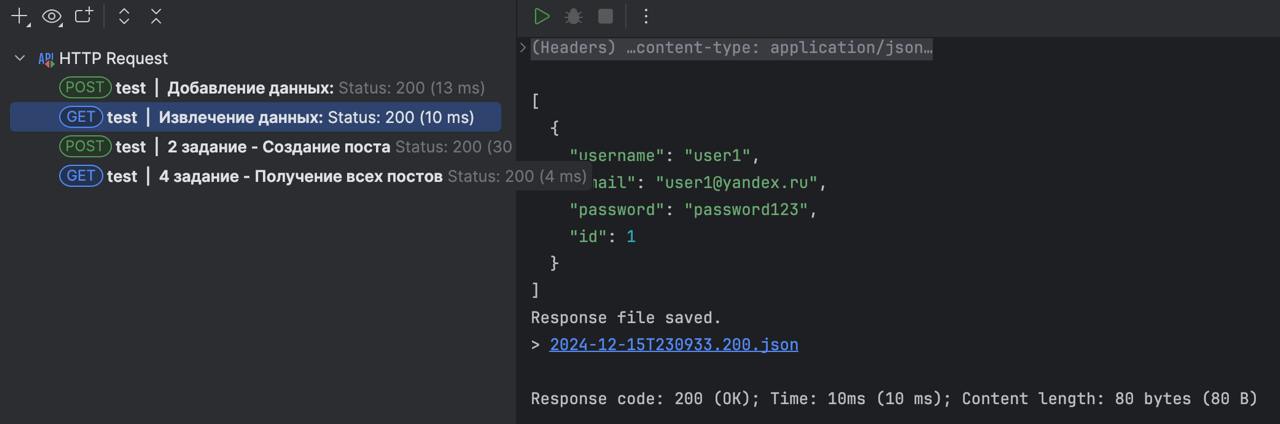 HTTP Request
POST test | Добавление данных: Status: 200 (13 ms)
GET test | Извлечение данных: Status: 200 (10 ms)
POST test | 2 задание - Создание поста Status: 200 (30
GET test | 4 задание - Получение всех постов Status: 200 (4 ms)
(Headers) …content-type: application/json…
[
{
"username": "user1",
mail": "user1@yandex.ru",
"password": "password123",
"id": 1
}
]
Response file saved.
> 2024-12-15T230933.200.json
Response code: 200 (OK); Time: 10ms (10 ms); Content length: 80 bytes (80 B)